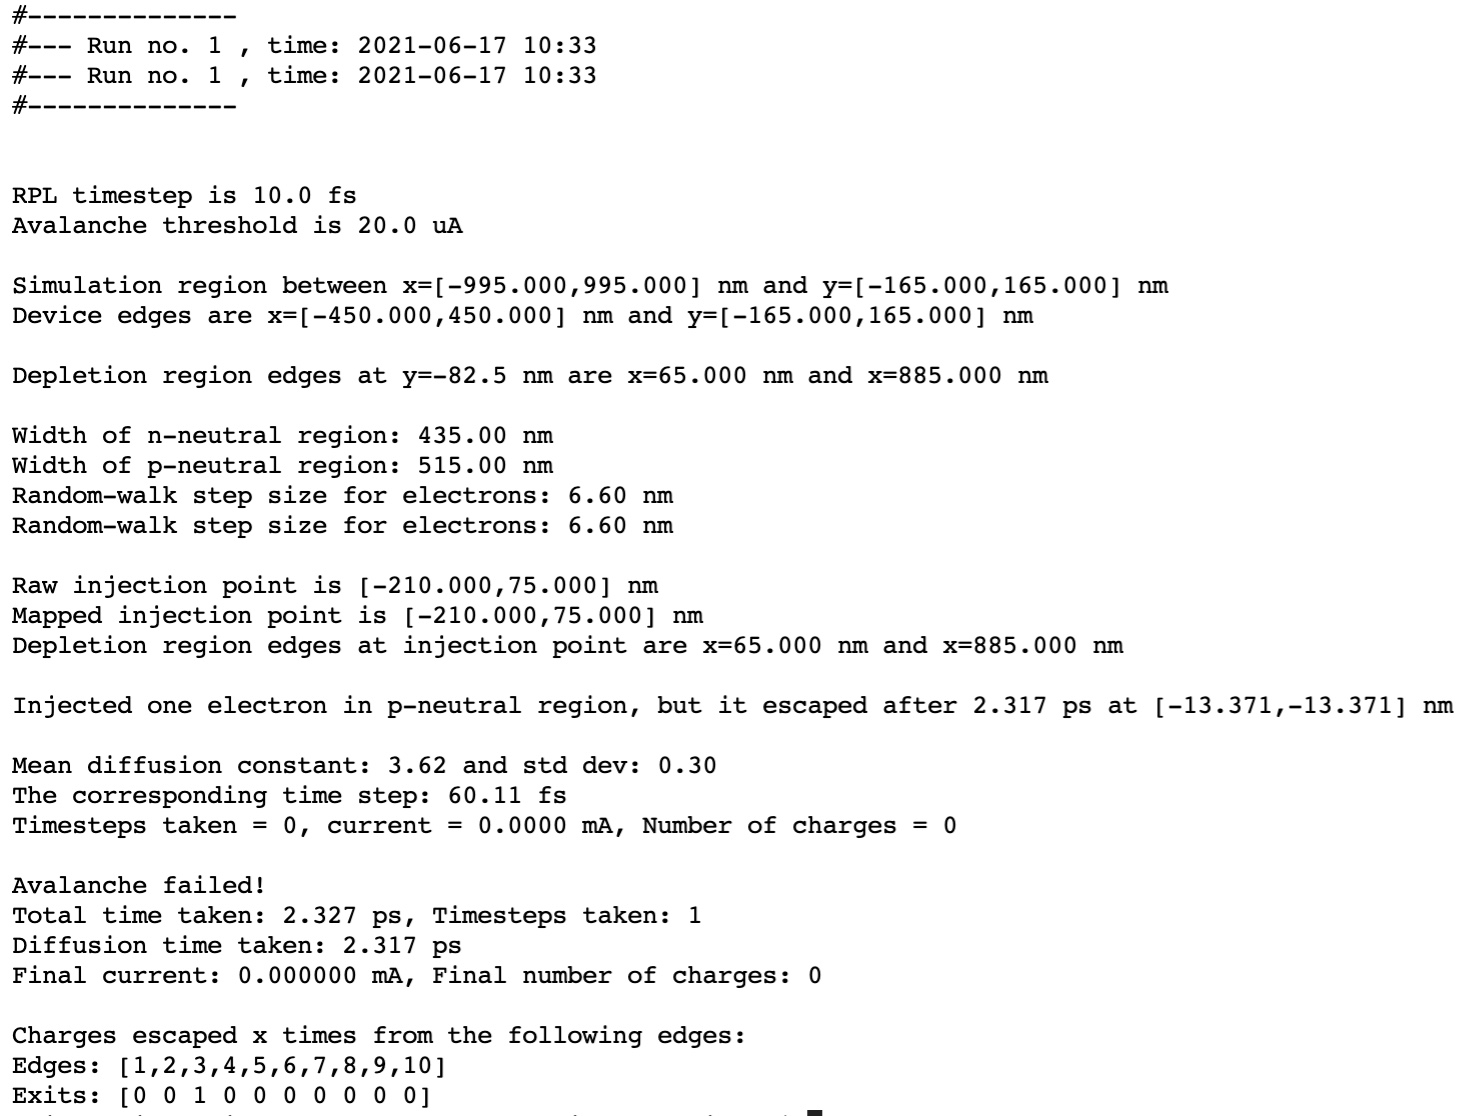 #--------------
#--- Run no. 1 , time: 2021-06-17 10:33
#--- Run no. 1 , time: 2021-06-17 10:33
#--------------
RPL timestep is 10.0 fs
Avalanche threshold is 20.0 uA
Simulation region between x=[-995.000,995.000] nm and y=[-165.000,165.000] nm
Device edges are x=[-450.000,450.000] nm and y=[-165.000,165.000] nm
Depletion region edges at y=-82.5 nm are x=65.000 nm and x=885.000 nm
Width of n-neutral region: 435.00 nm
Width of p-neutral region: 515.00 nm
Random-walk step size for electrons: 6.60 nm
Random-walk step size for electrons: 6.60 nm
Raw injection point is [-210.000,75.000] nm
Mapped injection point is [-210.000,75.000] nm
Depletion region edges at injection point are x=65.000 nm and x=885.000 nm
Injected one electron in p-neutral region, but it escaped after 2.317 ps at [-13.371,-13.371] nm
Mean diffusion constant: 3.62 and std dev: 0.30
The corresponding time step: 60.11 fs
Timesteps taken = 0, current = 0.0000 mA, Number of charges = 0
Avalanche failed!
Total time taken: 2.327 ps, Timesteps taken: 1
Diffusion time taken: 2.317 ps
Final current: 0.000000 mA, Final number of charges: 0
Charges escaped x times from the following edges:
Edges: [1,2,3,4,5,6,7,8,9,10]
Exits: [0 0 1 0 0 0 0 0 0 0]